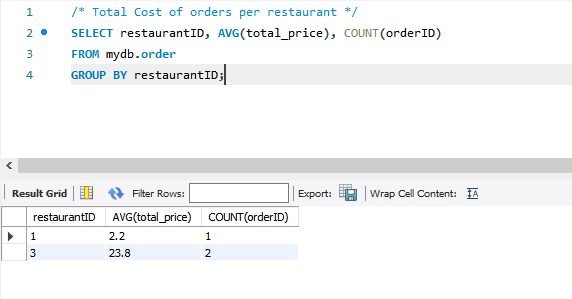 1 /* Total Cost of orders per restaurant */
2 SELECT restaurantID, AVG(total_price), COUNT(orderID)
3 FROM mydb.order
4 GROUP BY restaurantID;
Result Grid Filter Rows: Export: Wrap Cell Content:
restaurantID AVG(total_price) COUNT(orderID)
1 2.2 1
3 23.8 2